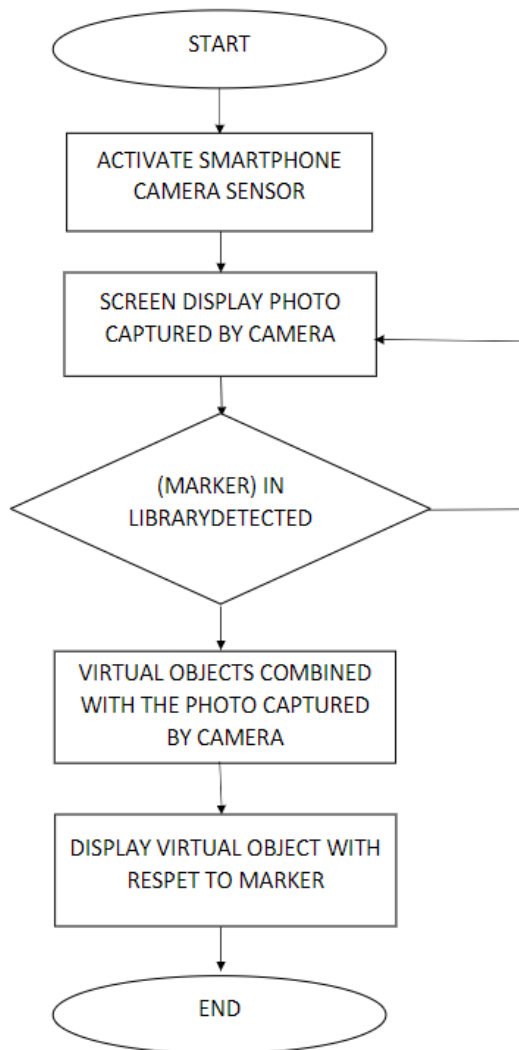 START
ACTIVATE SMARTPHONE
CAMERA SENSOR
SCREEN DISPLAY PHOTO
CAPTURED BY CAMERA
(MARKER) IN
LIBRARYDETECTED
VIRTUAL OBJECTS COMBINED
WITH THE PHOTO CAPTURED
BY CAMERA
DISPLAY VIRTUAL OBJECT WITH
RESPET TO MARKER
END